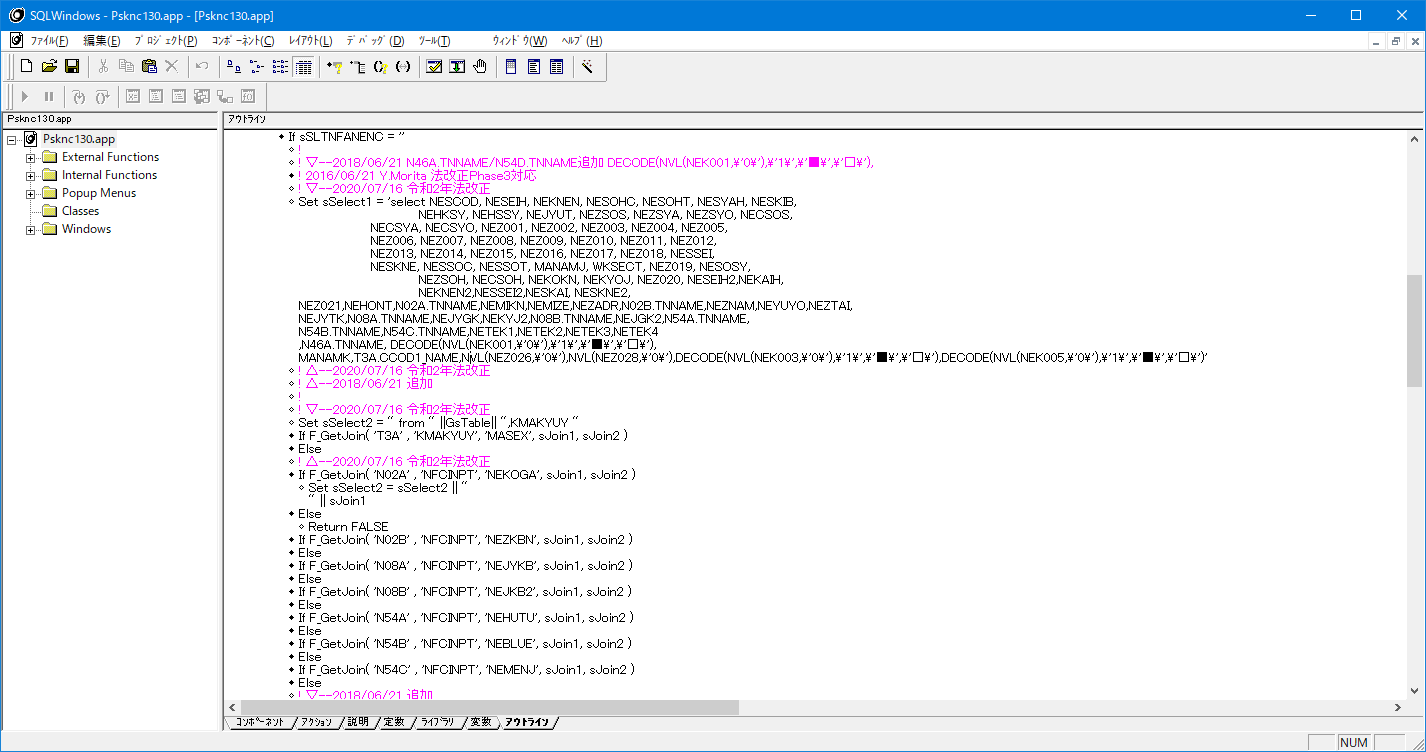 SQLWindows - Psknc130.app - [Psknc130.app]
ﾌｧｲﾙ(F) 編集(E) ﾌﾟﾛｼﾞｪｸﾄ(P) ｺﾝﾎﾟｰﾈﾝﾄ(C) ﾚｲｱｳﾄ(L) ﾃﾞﾊﾞｯｸﾞ(D) ﾂｰﾙ(T) ｳｨﾝﾄﾞｳ(W) ﾍﾙﾌﾟ(H)
Psknc130.app
Psknc130.app
External Functions
Internal Functions
Popup Menus
Classes
Windows
ｱｳﾄﾗｲﾝ
If sSLTNFANENC = ''
!
! ▽--2018/06/21 N46A.TNNAME/N54D.TNNAME追加 DECODE(NVL(NEK001,¥'0¥'),¥'1¥',¥'■¥',¥'□¥'),
! 2016/06/21 Y.Morita 法改正Phase3対応
! ▽--2020/07/16 令和2年法改正
Set sSelect1 = 'select NESCOD, NESEIH, NEKNEN, NESOHC, NESOHT, NESYAH, NESKIB,
NEHKSY, NEHSSY, NEJYUT, NEZSOS, NEZSYA, NEZSYO, NECSOS,
NECSYA, NECSYO, NEZ001, NEZ002, NEZ003, NEZ004, NEZ005,
NEZ006, NEZ007, NEZ008, NEZ009, NEZ010, NEZ011, NEZ012,
NEZ013, NEZ014, NEZ015, NEZ016, NEZ017, NEZ018, NESSEI,
NESKNE, NESSOC, NESSOT, MANAMJ, WKSECT, NEZ019, NESOSY,
NEZSOH, NECSOH, NEKOKN, NEKYOJ, NEZ020, NESEIH2,NEKAIH,
NEKNEN2,NESSEI2,NESKAI, NESKNE2,
NEZ021,NEHONT,N02A.TNNAME,NEMIKN,NEMIZE,NEZADR,N02B.TNNAME,NEZNAM,NEYUYO,NEZTAI,
NEJYTK,N08A.TNNAME,NEJYGK,NEKYJ2,N08B.TNNAME,NEJGK2,N54A.TNNAME,
N54B.TNNAME,N54C.TNNAME,NETEK1,NETEK2,NETEK3,NETEK4
,N46A.TNNAME, DECODE(NVL(NEK001,¥'0¥'),¥'1¥',¥'■¥',¥'□¥'),
MANAMK,T3A.CCOD1_NAME,NVL(NEZ026,¥'0¥'),NVL(NEZ028,¥'0¥'),DECODE(NVL(NEK003,¥'0¥'),¥'1¥',¥'■¥',¥'□¥'),DECODE(NVL(NEK005,¥'0¥'),¥'1¥',¥'■¥',¥'□¥')'
! △--2020/07/16 令和2年法改正
! △--2018/06/21 追加
!
! ▽--2020/07/16 令和2年法改正
Set sSelect2 = " from " ||GsTable|| ",KMAKYUY "
If F_GetJoin( 'T3A' , 'KMAKYUY', 'MASEX', sJoin1, sJoin2 )
Else
! △--2020/07/16 令和2年法改正
If F_GetJoin( 'N02A' , 'NFCINPT', 'NEKOGA', sJoin1, sJoin2 )
Set sSelect2 = sSelect2 || "
" || sJoin1
Else
Return FALSE
If F_GetJoin( 'N02B' , 'NFCINPT', 'NEZKBN', sJoin1, sJoin2 )
Else
If F_GetJoin( 'N08A' , 'NFCINPT', 'NEJYKB', sJoin1, sJoin2 )
Else
If F_GetJoin( 'N08B' , 'NFCINPT', 'NEJKB2', sJoin1, sJoin2 )
Else
If F_GetJoin( 'N54A' , 'NFCINPT', 'NEHUTU', sJoin1, sJoin2 )
Else
If F_GetJoin( 'N54B' , 'NFCINPT', 'NEBLUE', sJoin1, sJoin2 )
Else
If F_GetJoin( 'N54C' , 'NFCINPT', 'NEMENJ', sJoin1, sJoin2 )
Else
! ▽--2018/06/21 追加
ｺﾝﾎﾟｰﾈﾝﾄ ｱｸｼｮﾝ 説明 定数 ﾗｲﾌﾞﾗﾘ 変数 ｱｳﾄﾗｲﾝ
NUM